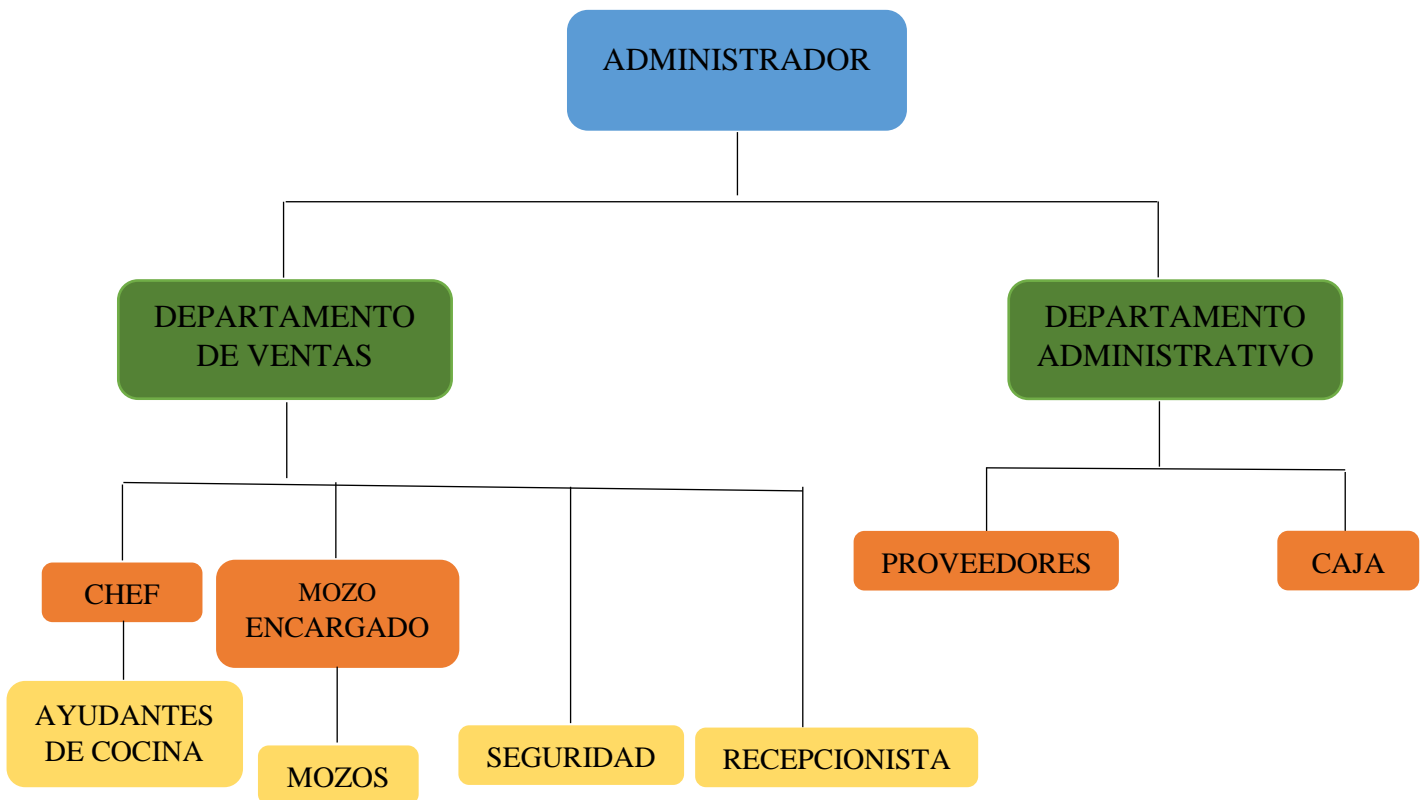 ADMINISTRADOR
DEPARTAMENTO
DE VENTAS
DEPARTAMENTO
ADMINISTRATIVO
CHEF
MOZO
ENCARGADO
PROVEEDORES
CAJA
AYUDANTES
DE COCINA
MOZOS
SEGURIDAD
RECEPCIONISTA